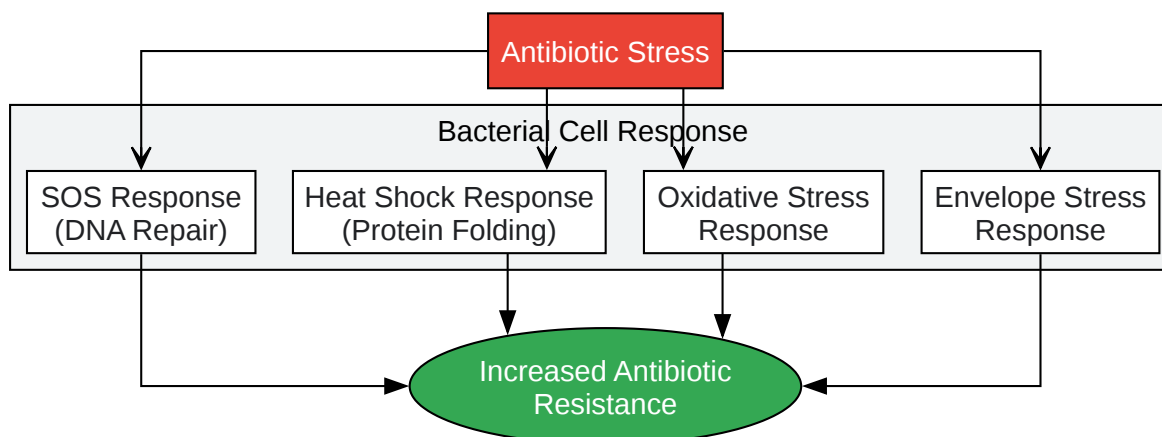 Antibiotic Stress
Bacterial Cell Response
SOS Response
(DNA Repair)
Heat Shock Response
(Protein Folding)
Oxidative Stress
Response
Envelope Stress
Response
Increased Antibiotic
Resistance